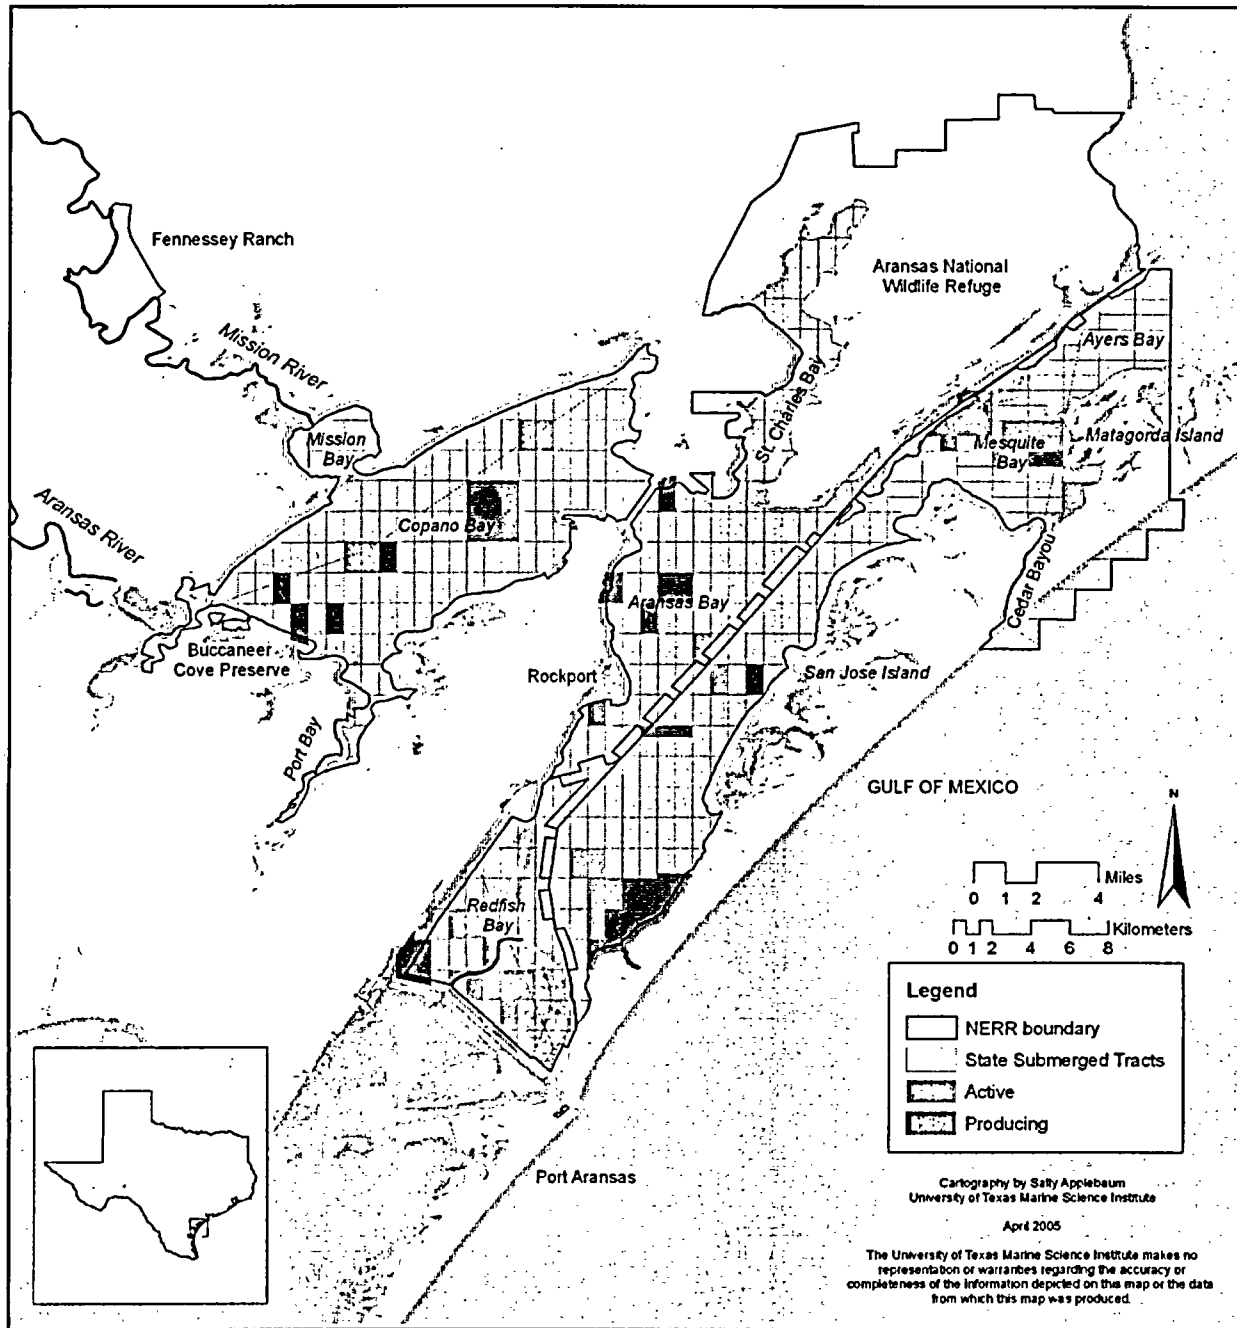 Fennessey Ranch
Aransas National
Wildlife Refuge
Mission River
Ayers Bay
St. Charles Bay
Mission
Bay
Mesquite
Bay
Matagorda Island
Aransas River
Copano Bay
Cedar Bayou
Aransas Bay
Buccaneer
Cove Preserve
Rockport
San Jose Island
Port Bay
GULF OF MEXICO
N
Miles
0 1 2 4
Kilometers
0 1 2 4 6 8
Redfish
Bay
Legend
NERR boundary
State Submerged Tracts
Active
Producing
Port Aransas
Cartography by Sally Applebaum
University of Texas Marine Science Institute
April 2005
The University of Texas Marine Science Institute makes no
representation or warranties regarding the accuracy or
completeness of the information depicted on this map or the data
from which this map was produced.